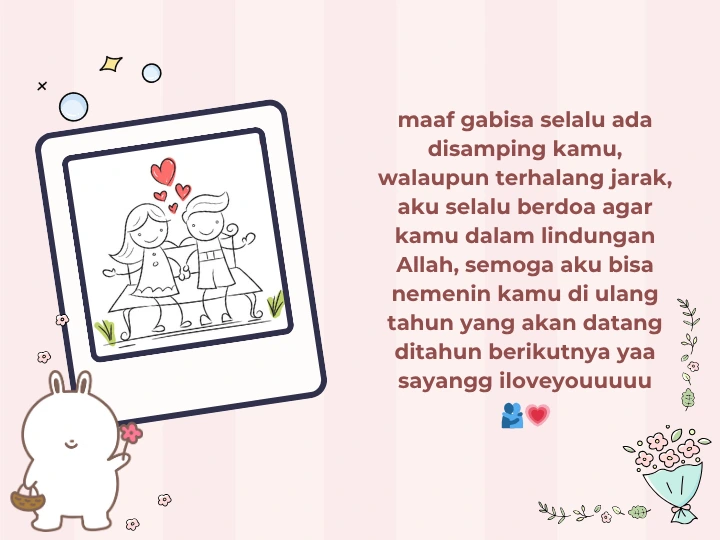 maaf gabisa selalu ada
disamping kamu,
walaupun terhalang jarak,
aku selalu berdoa agar
kamu dalam lindungan
Allah, semoga aku bisa
nemenin kamu di ulang
tahun yang akan datang
ditahun berikutnya yaa
sayangg iloveyouuuuu
🫂💗